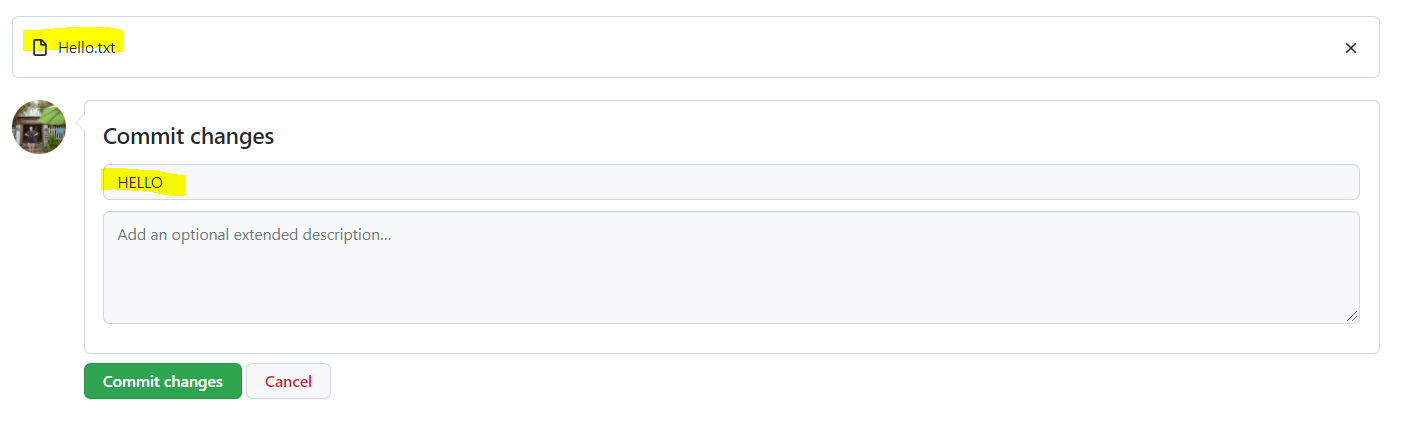 Hello.txt
Commit changes
HELLO
Add an optional extended description...
Commit changes Cancel